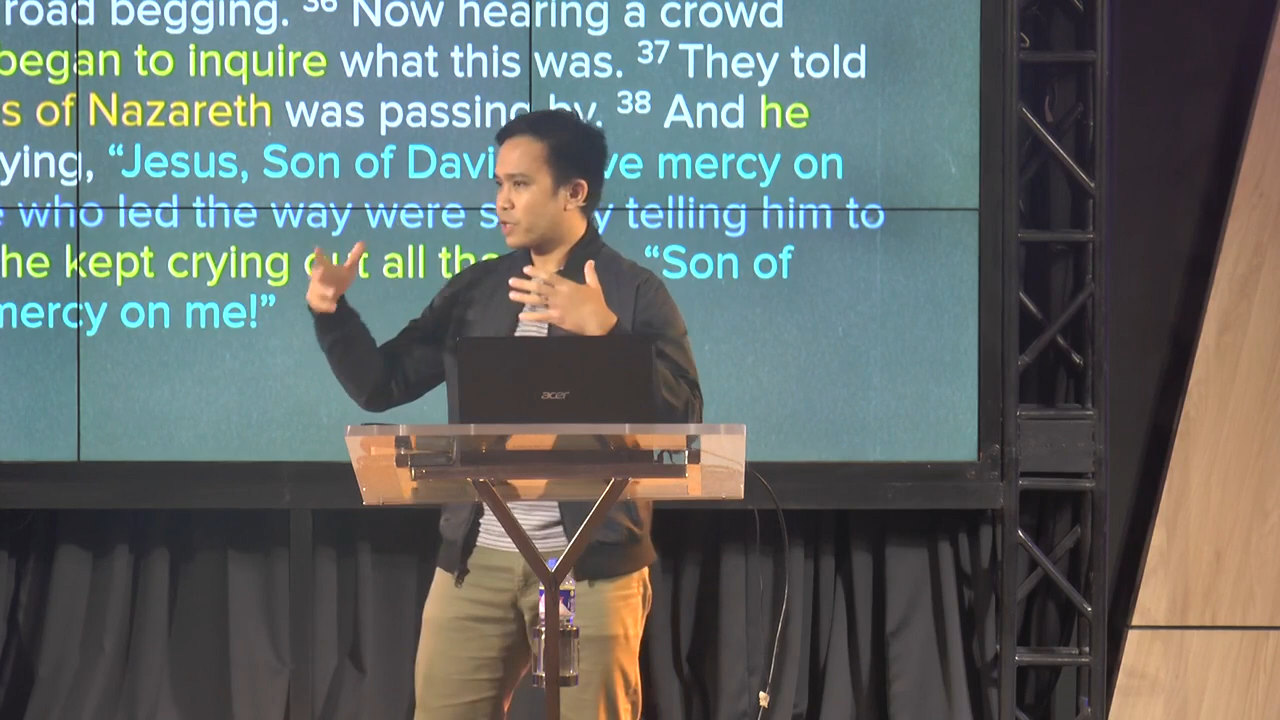 road begging. 36 Now hearing a crowd
began to inquire what this was. 37 They told
s of Nazareth was passing by. 38 And he
ying, “Jesus, Son of Davi ve mercy on
who led the way were telling him to
he kept crying out all the “Son of
mercy on me!”
acer